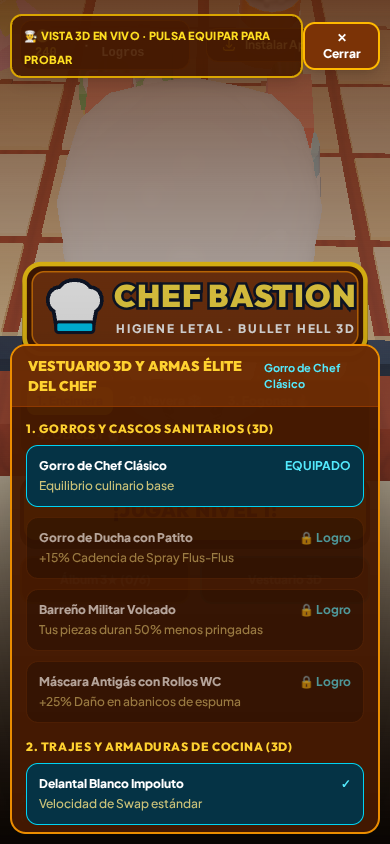 VISTA 3D EN VIVO · PULSA EQUIPAR PARA
PROBAR
✕
Cerrar
Logros
Instalar
CHEF BASTION
HIGIENE LETAL · BULLET HELL 3D
VESTUARIO 3D Y ARMAS ÉLITE
DEL CHEF
Gorro de Chef
Clásico
1. GORROS Y CASCOS SANITARIOS (3D)
Gorro de Chef Clásico
EQUIPADO
Equilibrio culinario base
Gorro de Ducha con Patito
Logro
+15% Cadencia de Spray Flus-Flus
Barreño Militar Volcado
Logro
Tus piezas duran 50% menos pringadas
Máscara Antigás con Rollos WC
Logro
+25% Daño en abanicos de espuma
2. TRAJES Y ARMADURAS DE COCINA (3D)
Delantal Blanco Impoluto
✓
Velocidad de Swap estándar